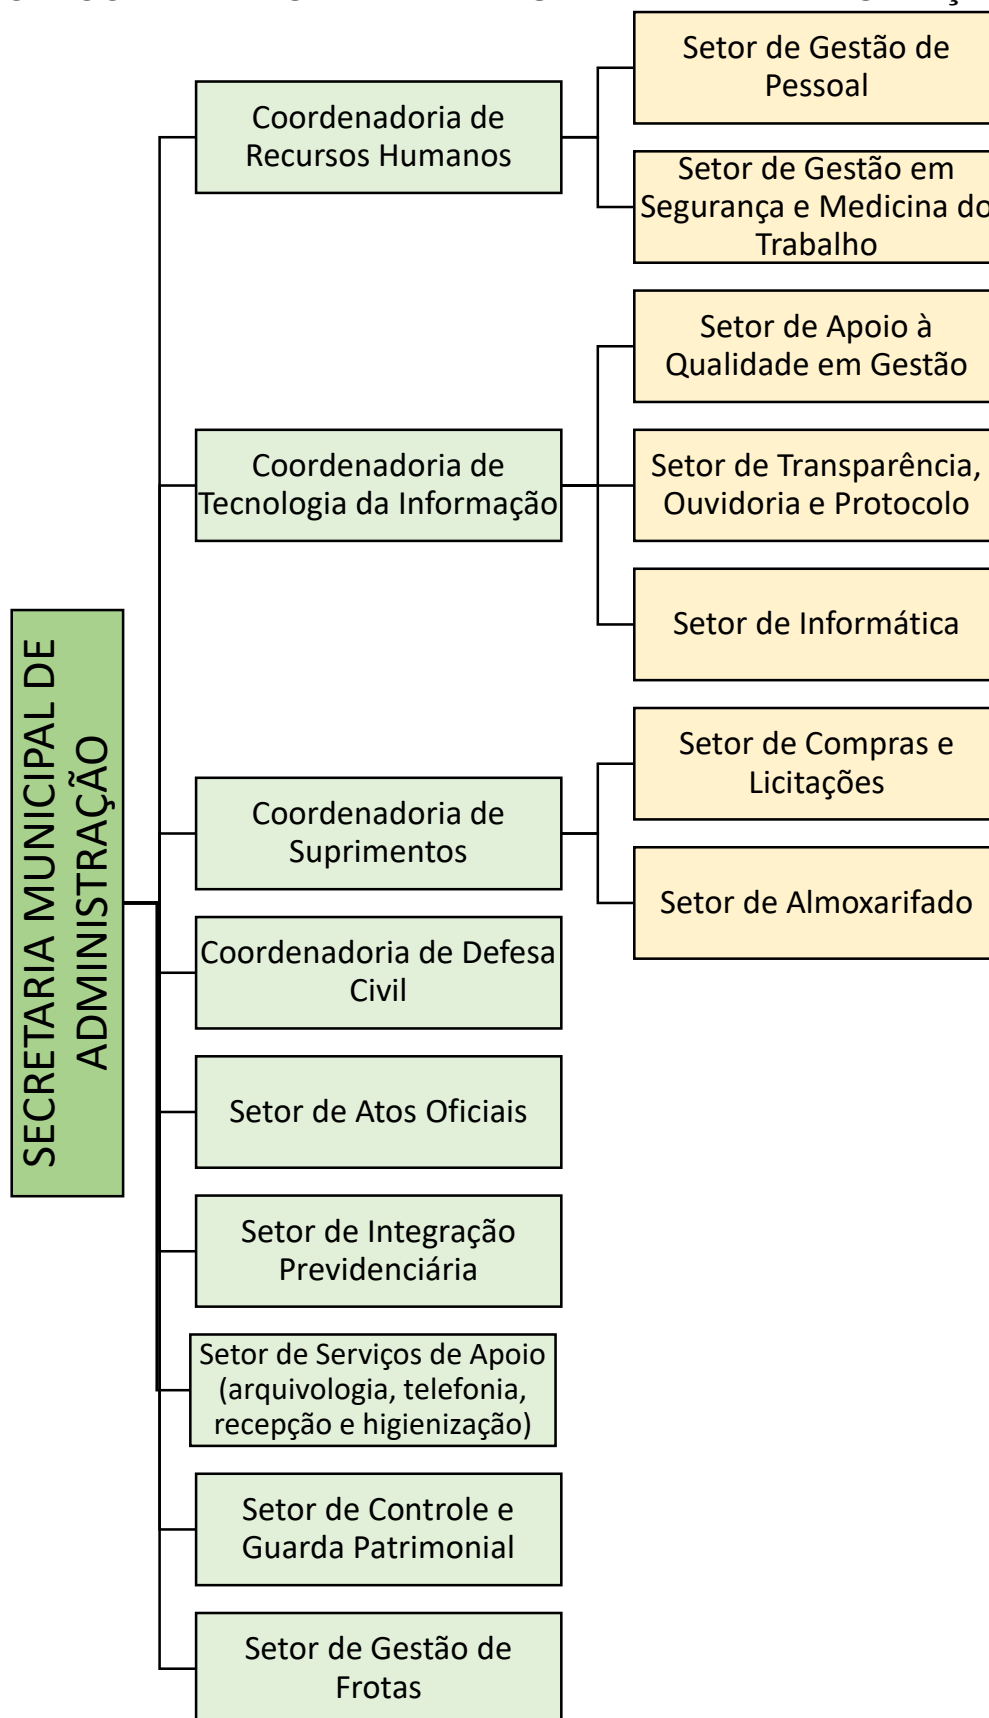 Setor de Gestão de
Pessoal
Coordenadoria de
Recursos Humanos
Setor de Gestão em
Segurança e Medicina do
Trabalho
Setor de Apoio à
Qualidade em Gestão
Coordenadoria de
Tecnologia da Informação
Setor de Transparência,
Ouvidoria e Protocolo
Setor de Informática
SECRETARIA MUNICIPAL DE
ADMINISTRAÇÃO
Setor de Compras e
Licitações
Coordenadoria de
Suprimentos
Setor de Almoxarifado
Coordenadoria de Defesa
Civil
Setor de Atos Oficiais
Setor de Integração
Previdenciária
Setor de Serviços de Apoio
(arquivologia, telefonia,
recepção e higienização)
Setor de Controle e
Guarda Patrimonial
Setor de Gestão de
Frotas